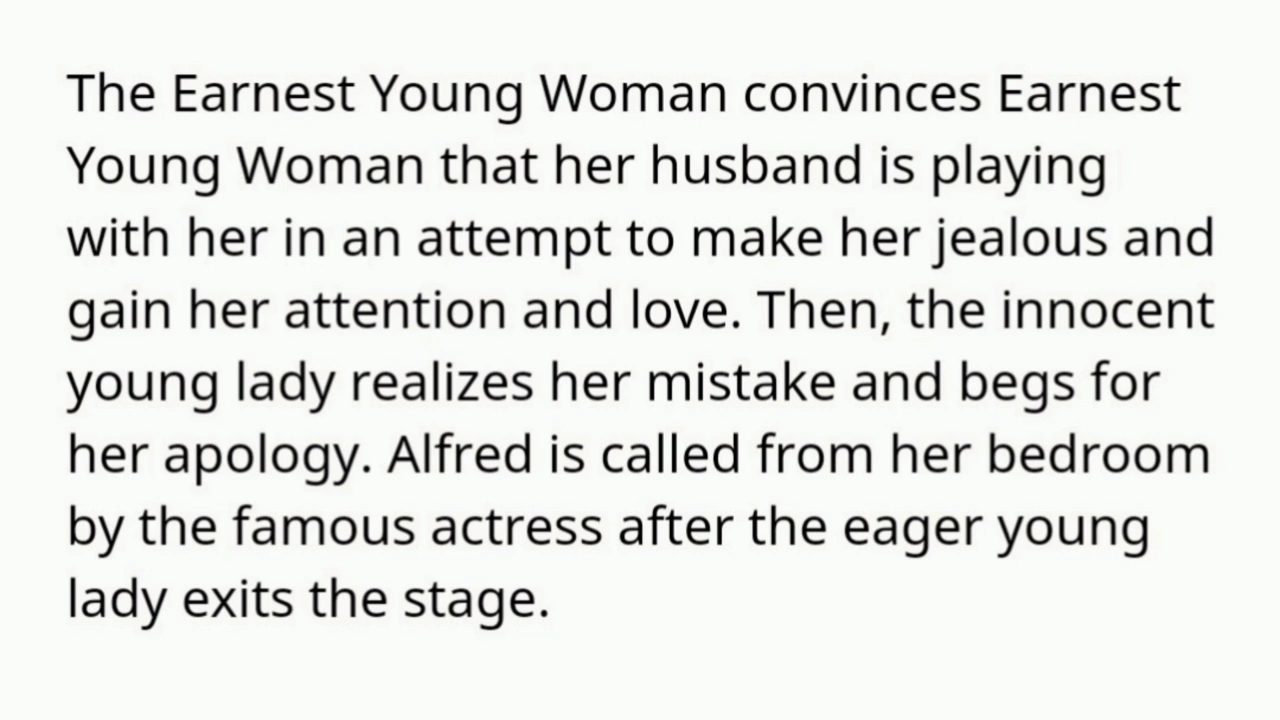 The Earnest Young Woman convinces Earnest
Young Woman that her husband is playing
with her in an attempt to make her jealous and
gain her attention and love. Then, the innocent
young lady realizes her mistake and begs for
her apology. Alfred is called from her bedroom
by the famous actress after the eager young
lady exits the stage.